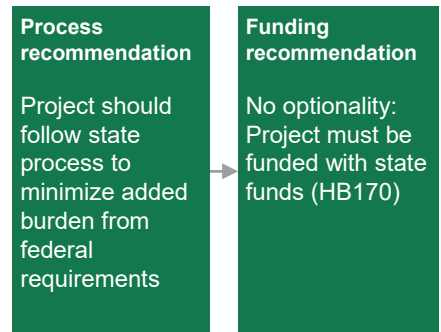 Process
recommendation
Project should
follow state
process to
minimize added
burden from
federal
requirements
Funding
recommendation
No optionality:
Project must be
funded with state
funds (HB170)